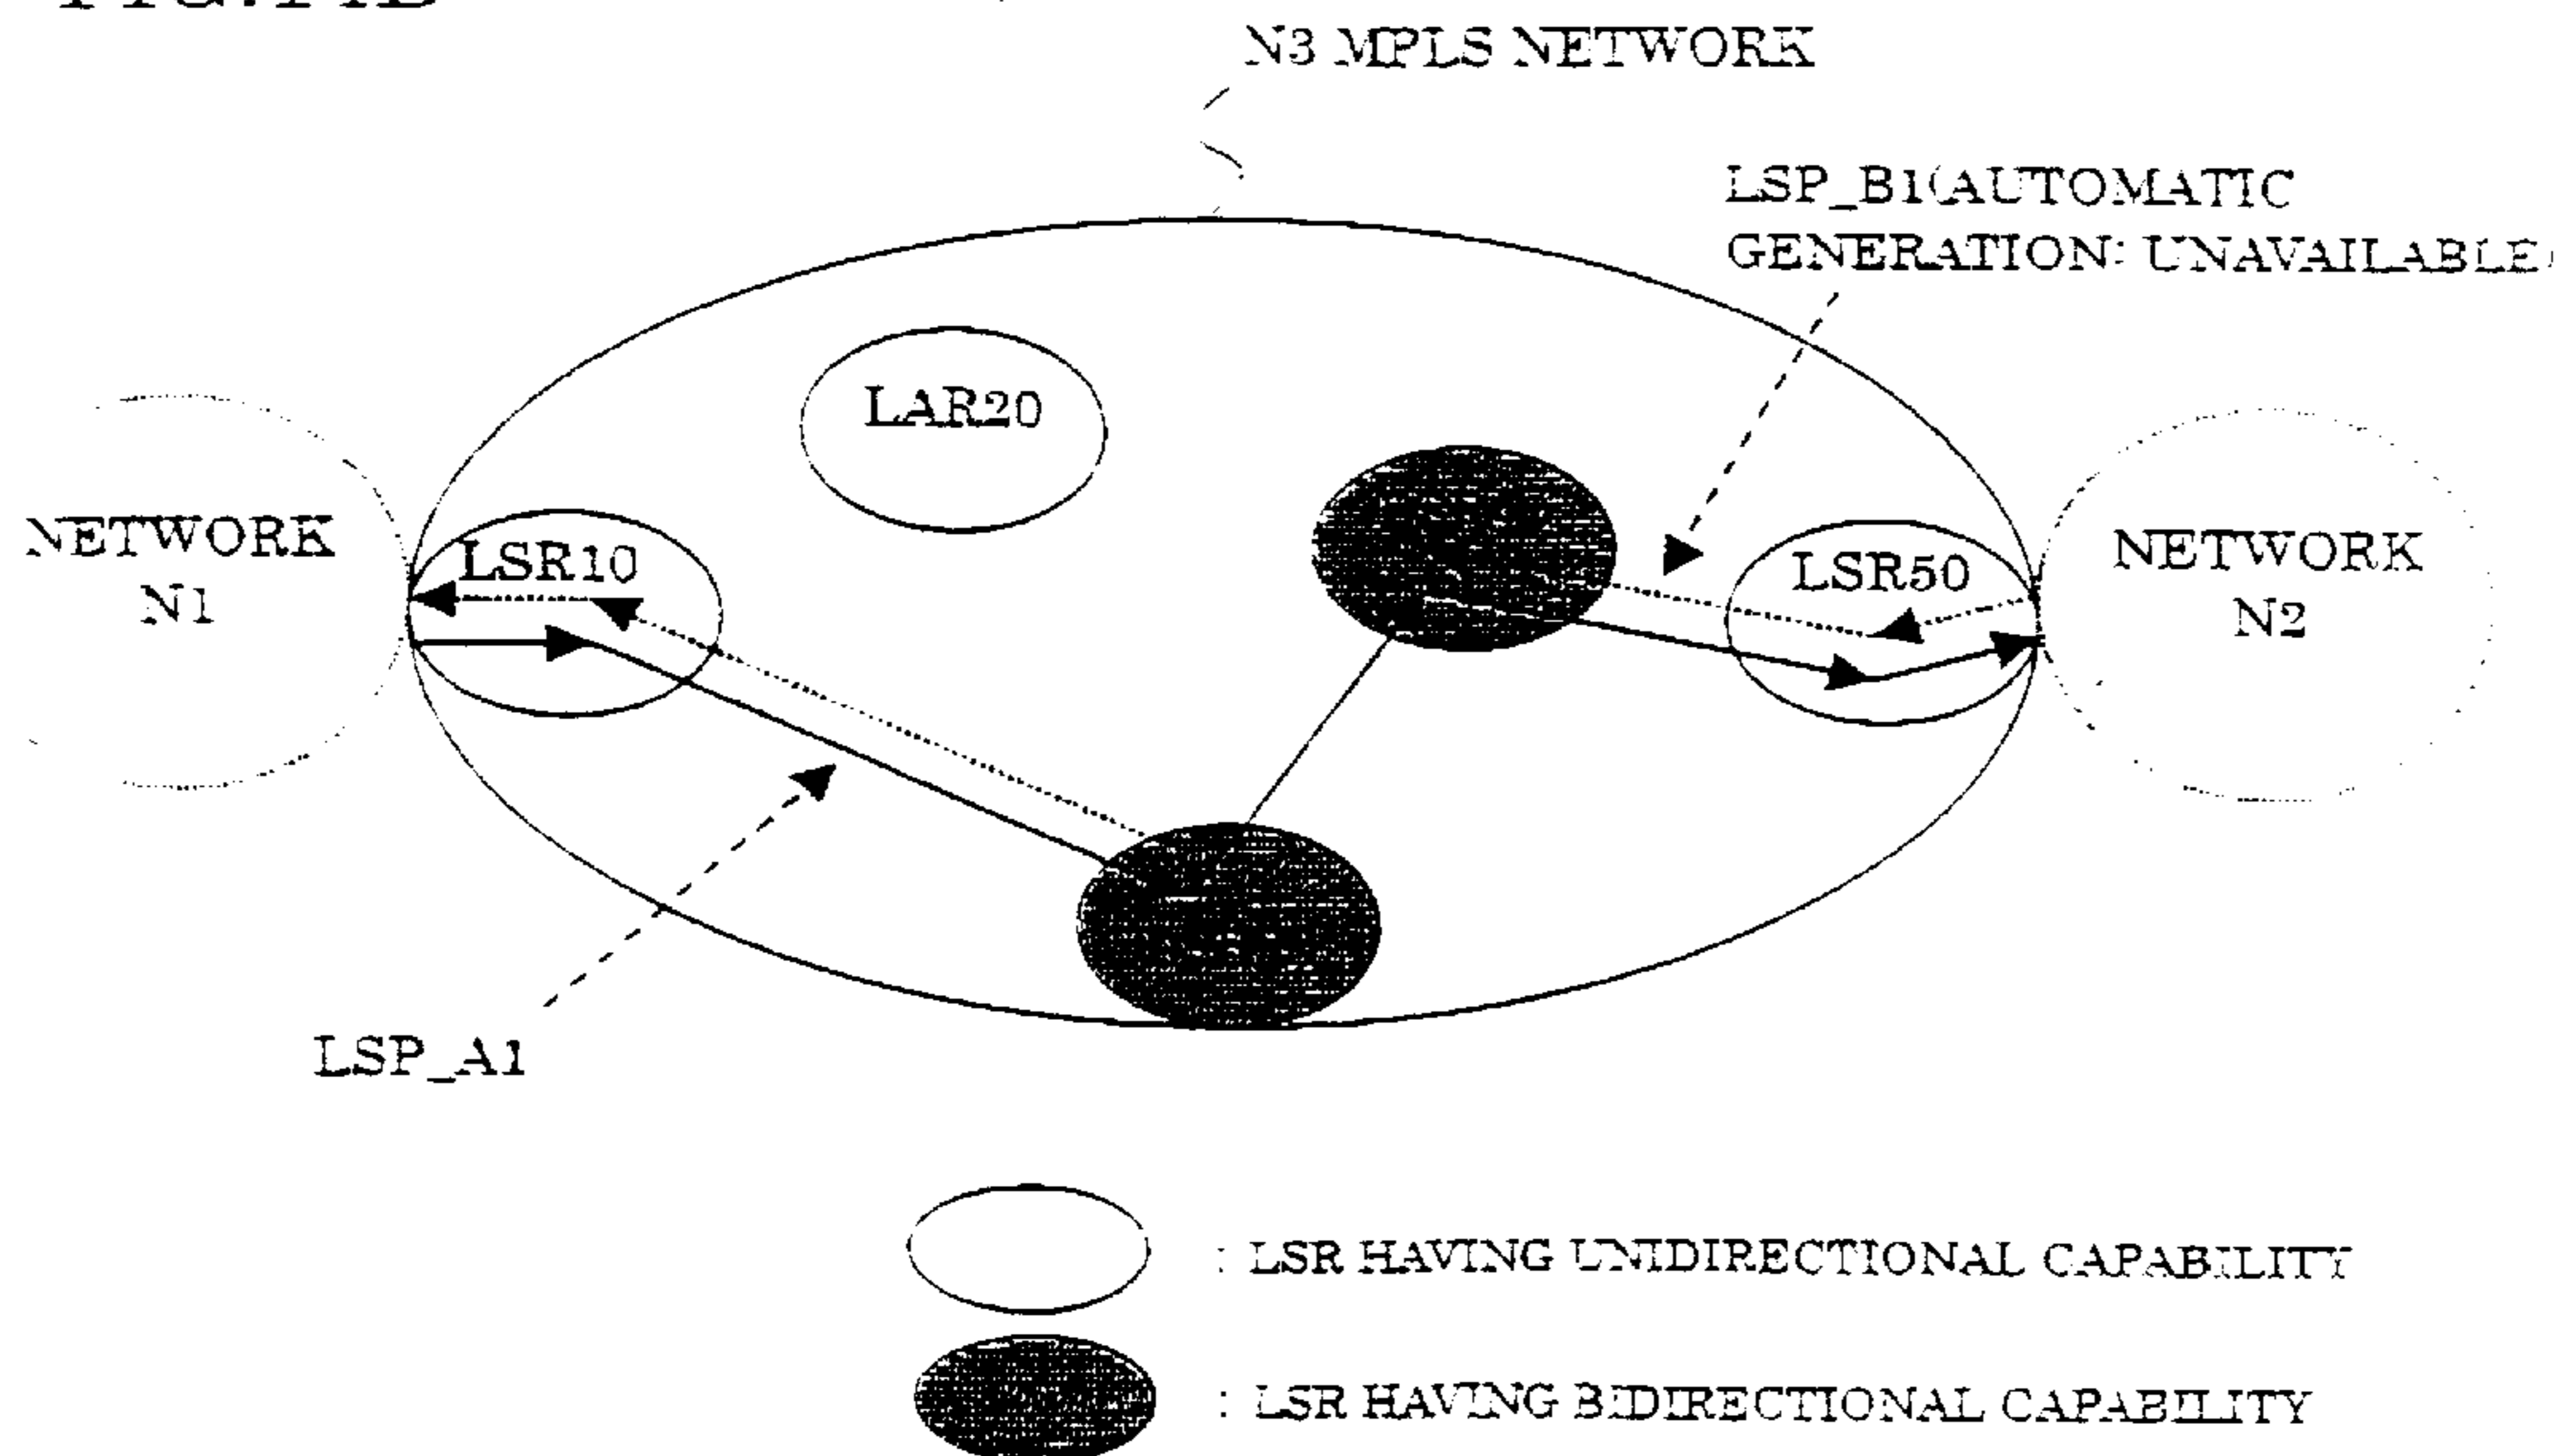 N3 MPLS NETWORK
LSP_B1(AUTOMATIC
GENERATION: UNAVAILABLE)
LAR20
NETWORK
N1
LSR10
LSR50
NETWORK
N2
LSP_A1
: LSR HAVING UNIDIRECTIONAL CAPABILITY
: LSR HAVING BIDIRECTIONAL CAPABILITY